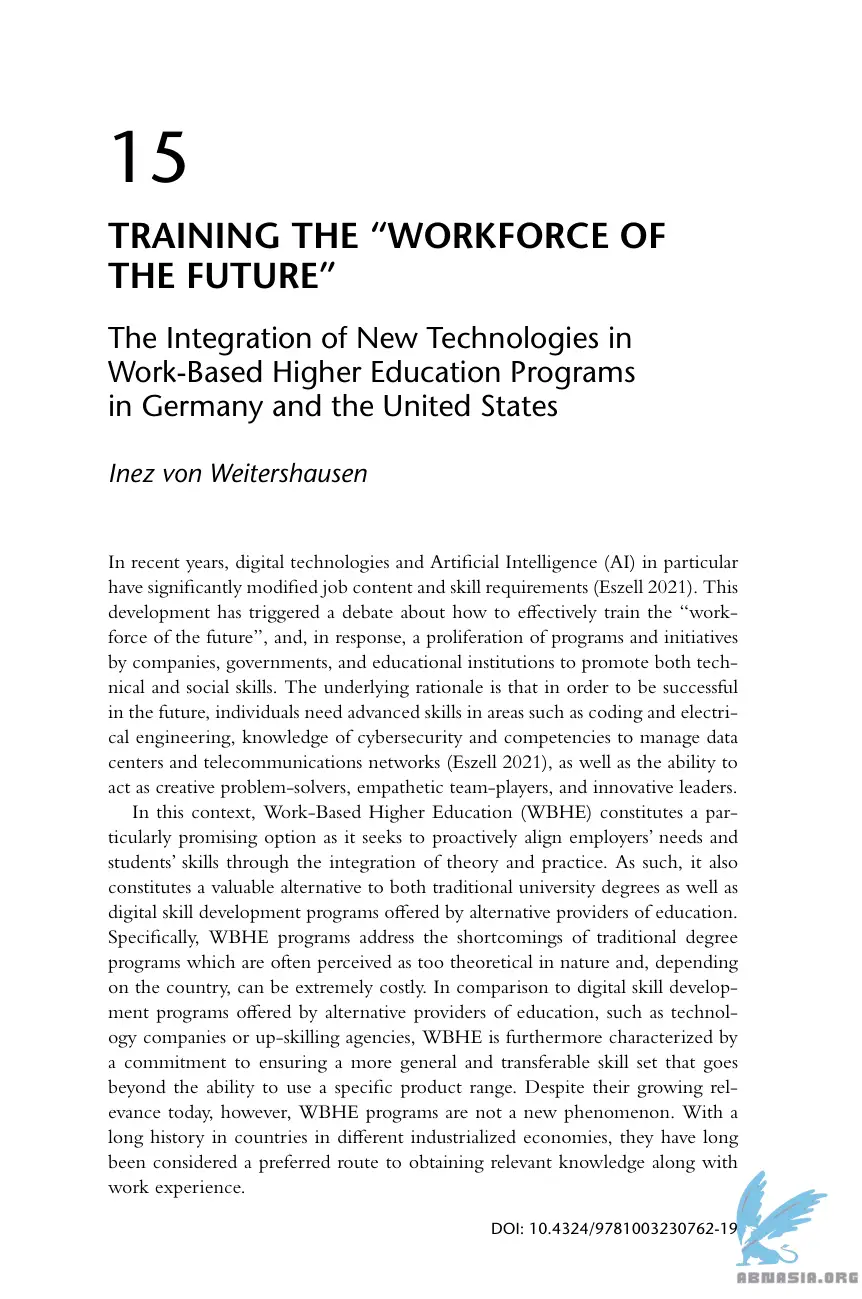 15
TRAINING THE “WORKFORCE OF
THE FUTURE”
The Integration of New Technologies in
Work-Based Higher Education Programs
in Germany and the United States
Inez von Weitershausen
In recent years, digital technologies and Artificial Intelligence (AI) in particular
have significantly modified job content and skill requirements (Eszell 2021). This
development has triggered a debate about how to effectively train the “work-
force of the future”, and, in response, a proliferation of programs and initiatives
by companies, governments, and educational institutions to promote both tech-
nical and social skills. The underlying rationale is that in order to be successful
in the future, individuals need advanced skills in areas such as coding and electri-
cal engineering, knowledge of cybersecurity and competencies to manage data
centers and telecommunications networks (Eszell 2021), as well as the ability to
act as creative problem-solvers, empathetic team-players, and innovative leaders.
In this context, Work-Based Higher Education (WBHE) constitutes a par-
ticularly promising option as it seeks to proactively align employers’ needs and
students’ skills through the integration of theory and practice. As such, it also
constitutes a valuable alternative to both traditional university degrees as well as
digital skill development programs offered by alternative providers of education.
Specifically, WBHE programs address the shortcomings of traditional degree
programs which are often perceived as too theoretical in nature and, depending
on the country, can be extremely costly. In comparison to digital skill develop-
ment programs offered by alternative providers of education, such as technol-
ogy companies or up-skilling agencies, WBHE is furthermore characterized by
a commitment to ensuring a more general and transferable skill set that goes
beyond the ability to use a specific product range. Despite their growing rel-
evance today, however, WBHE programs are not a new phenomenon. With a
long history in countries in different industrialized economies, they have long
been considered a preferred route to obtaining relevant knowledge along with
work experience.
DOI: 10.4324/9781003230762-19
ABNASIA.ORG